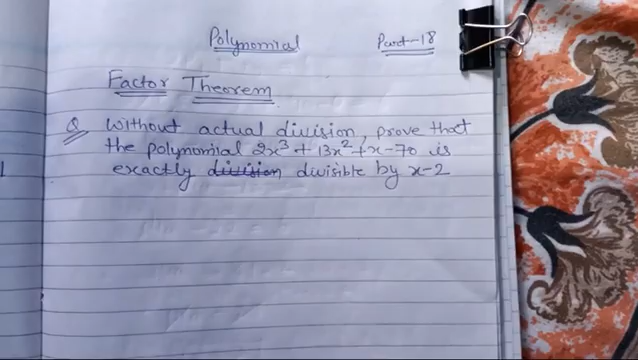 Polynomial Part-18
Factor Theorem
Q without actual division, prove that
the polynomial 2x³ + 13x² + x - 70 is
exactly division divisible by x-2